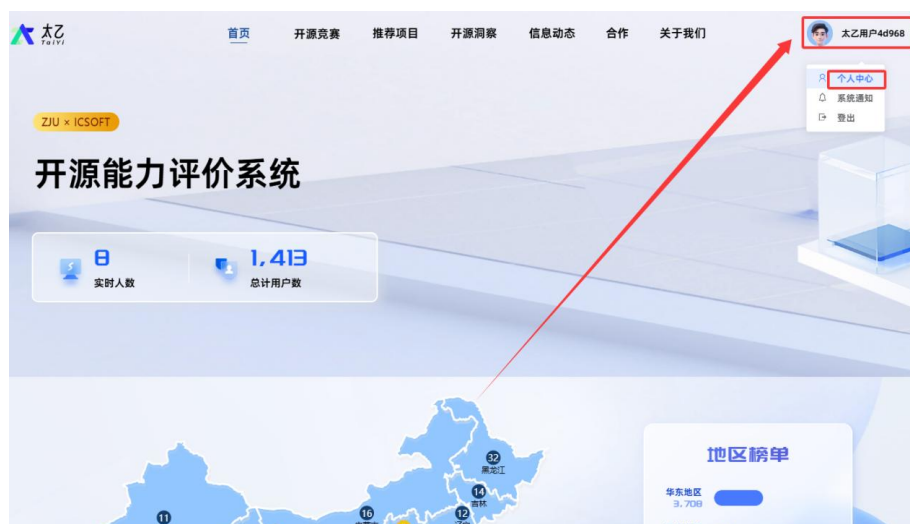 太乙
TaiYi
首页 开源竞赛 推荐项目 开源洞察 信息动态 合作 关于我们
太乙用户4d968
个人中心
系统通知
登出
ZJU × ICSOFT
开源能力评价系统
8
实时人数
1,413
总计用户数
32
黑龙江
14
吉林
12
辽宁
16
11
地区榜单
华东地区
3,708